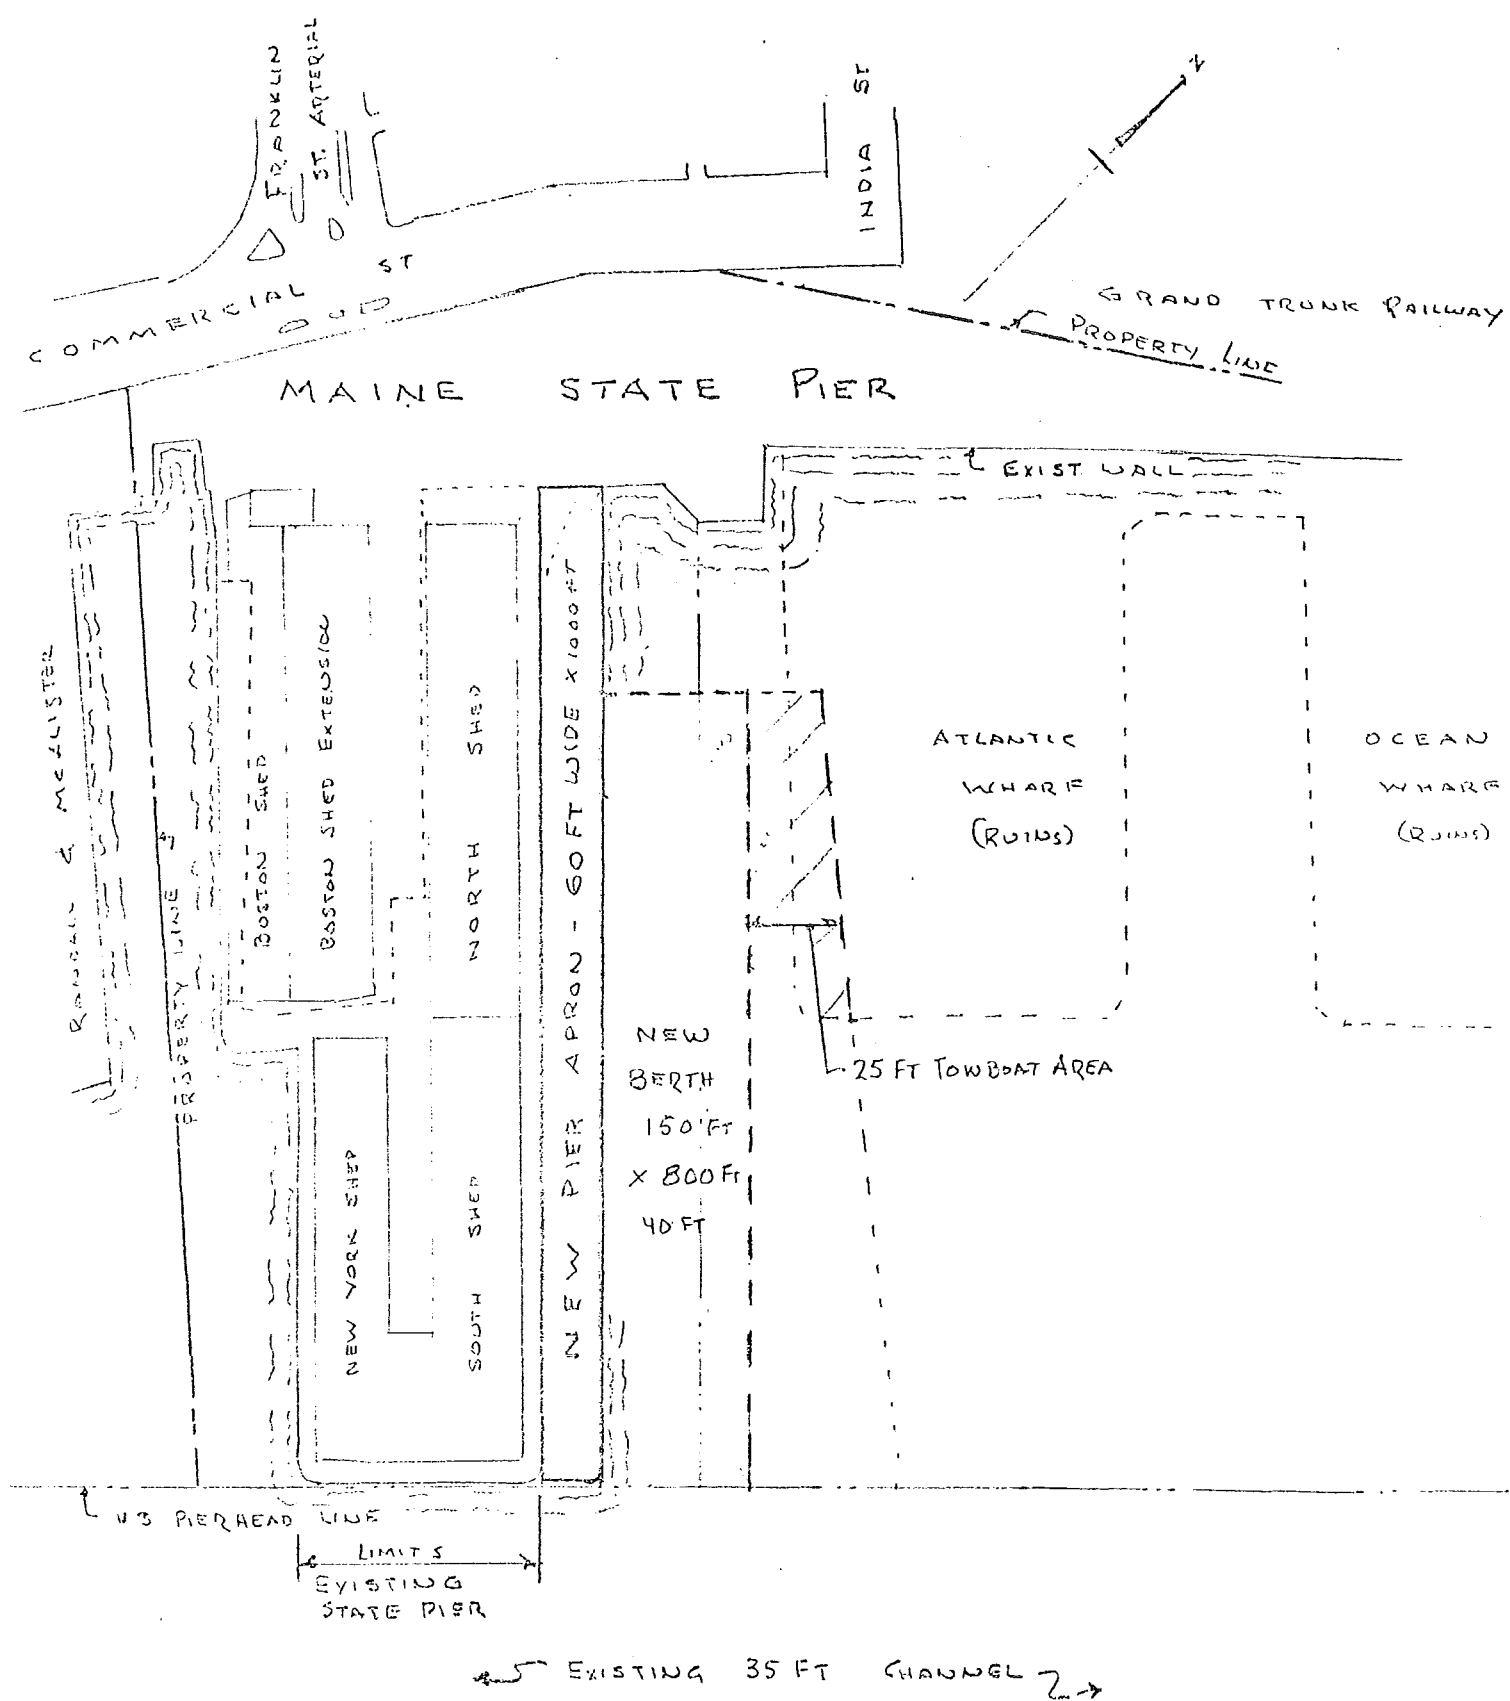 FRANKLIN
ST. ARTERIAL
INDIA ST.
N
COMMERCIAL ST
GRAND TRUNK RAILWAY
PROPERTY LINE
MAINE STATE PIER
EXIST WALL
RANDALL & MCALLISTER
PROPERTY LINE
BOSTON SHED
BOSTON SHED EXTENSION
NORTH SHED
NEW PIER APRON - 60 FT WIDE X 1000 FT
ATLANTIC
WHARF
(RUINS)
OCEAN
WHARF
(RUINS)
NEW
BERTH
150 FT
X 800 FT
40 FT
25 FT TOWBOAT AREA
NEW YORK SHED
SOUTH SHED
US PIERHEAD LINE
LIMITS
EXISTING
STATE PIER
EXISTING 35 FT CHANNEL